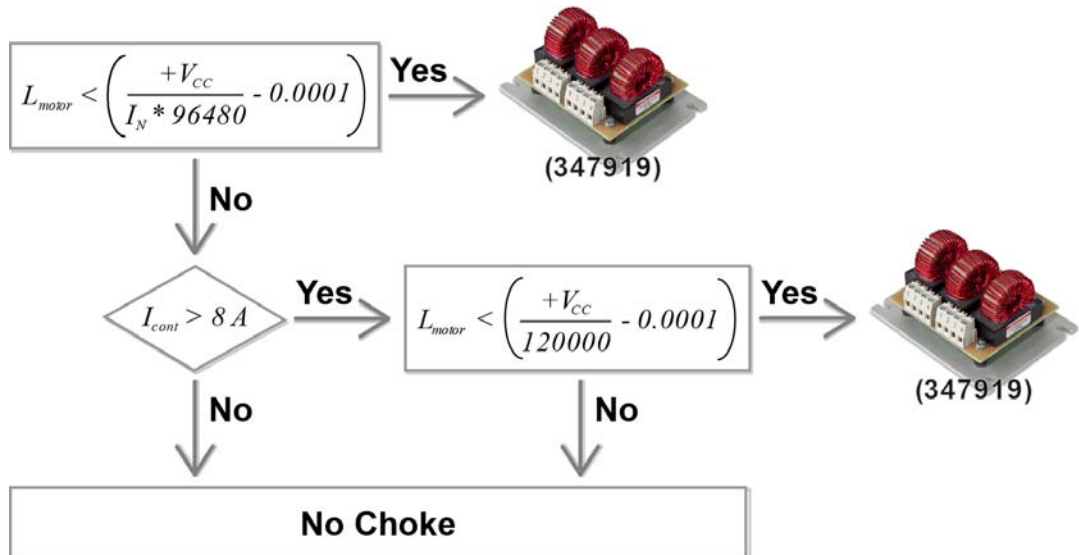 L_motor < ( +V_CC / I_N * 96480 - 0.0001 )
Yes
(347919)
No
I_cont > 8 A
Yes
L_motor < ( +V_CC / 120000 - 0.0001 )
Yes
(347919)
No
No
No Choke